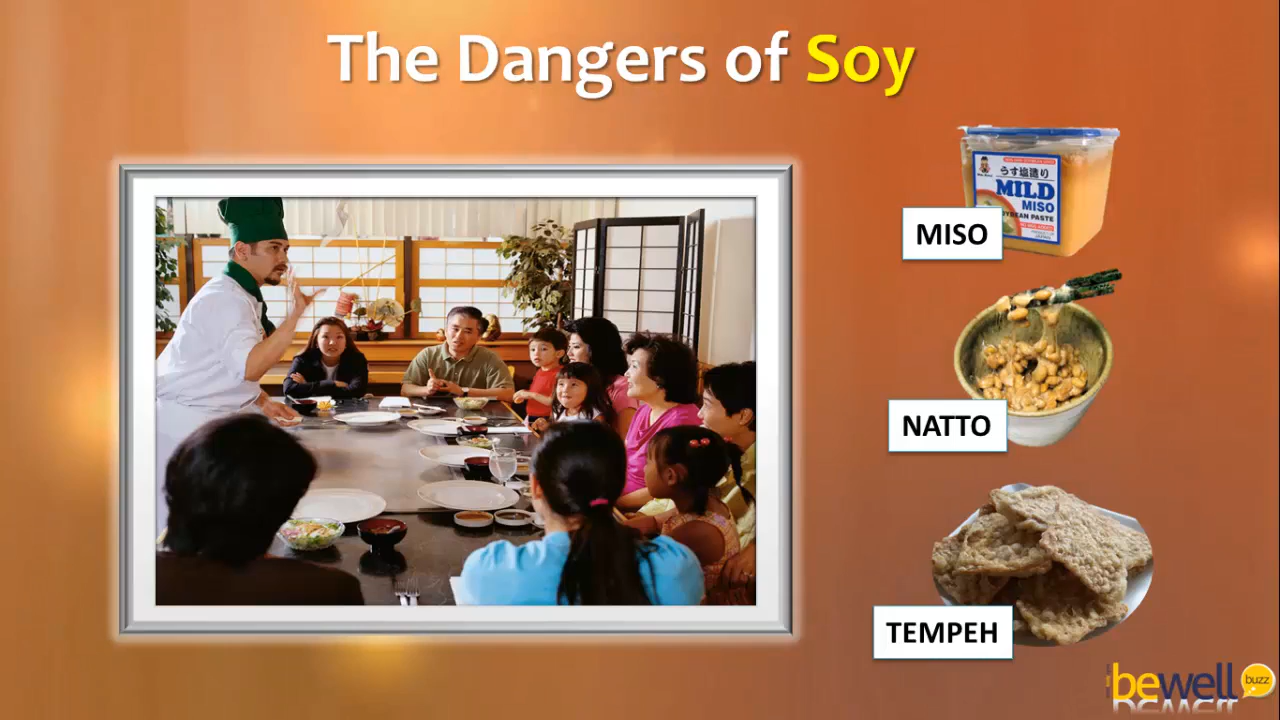 The Dangers of Soy
うす塩造り
MILD
MISO
SOYBEAN PASTE
MISO
NATTO
TEMPEH
bewell buzz